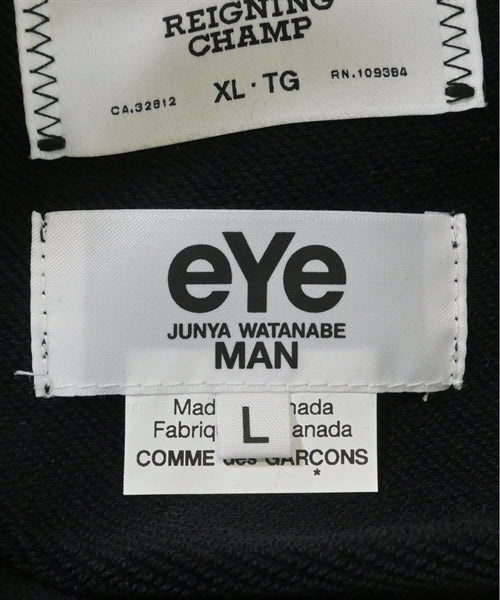 REIGNING
CHAMP
XL · TG
CA.32812
RN.109384
eYe
JUNYA WATANABE
MAN
L
COMME des GARÇONS
*